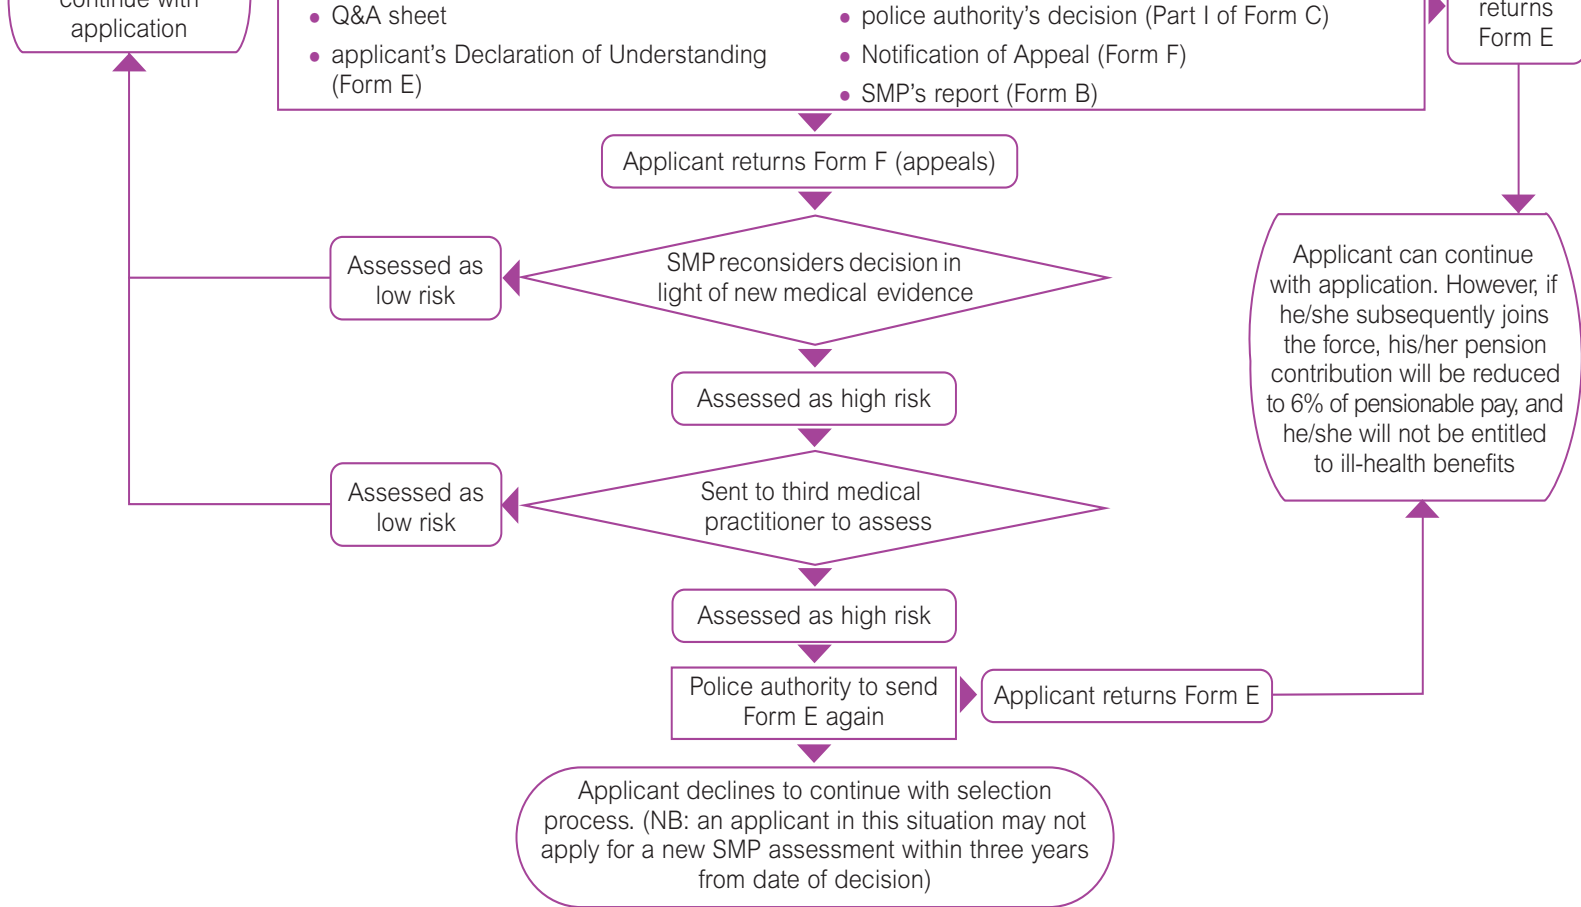 continue with
application
• Q&A sheet
• applicant's Declaration of Understanding
(Form E)
• police authority's decision (Part I of Form C)
• Notification of Appeal (Form F)
• SMP's report (Form B)
returns
Form E
Applicant returns Form F (appeals)
Assessed as
low risk
SMP reconsiders decision in
light of new medical evidence
Applicant can continue
with application. However, if
he/she subsequently joins
the force, his/her pension
contribution will be reduced
to 6% of pensionable pay, and
he/she will not be entitled
to ill-health benefits
Assessed as high risk
Assessed as
low risk
Sent to third medical
practitioner to assess
Assessed as high risk
Police authority to send
Form E again
Applicant returns Form E
Applicant declines to continue with selection
process. (NB: an applicant in this situation may not
apply for a new SMP assessment within three years
from date of decision)